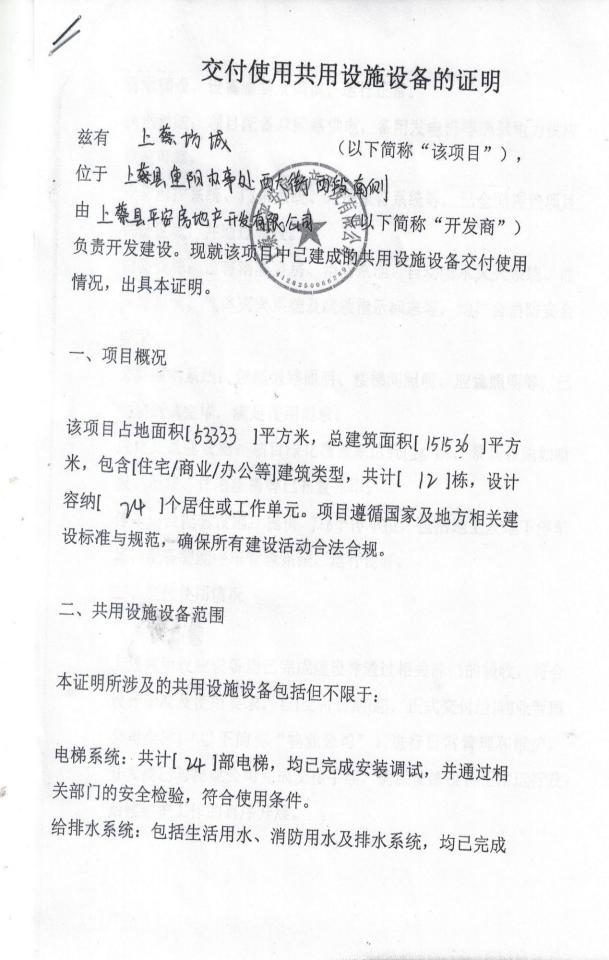 交付使用共用设施设备的证明
兹有 上蔡 城 （以下简称“该项目”），
位于 上蔡县重阳办事处西大街西段南侧
由 上蔡县平安房地产开发有限公司 （以下简称“开发商”）
负责开发建设。现就该项目中已建成的共用设施设备交付使用
情况，出具本证明。
一、项目概况
该项目占地面积[53333 ]平方米，总建筑面积[151536 ]平方
米，包含[住宅/商业/办公等]建筑类型，共计[ 12 ]栋，设计
容纳[ 24 ]个居住或工作单元。项目遵循国家及地方相关建
设标准与规范，确保所有建设活动合法合规。
二、共用设施设备范围
本证明所涉及的共用设施设备包括但不限于：
电梯系统：共计[ 24 ]部电梯，均已完成安装调试，并通过相
关部门的安全检验，符合使用条件。
给排水系统：包括生活用水、消防用水及排水系统，均已完成